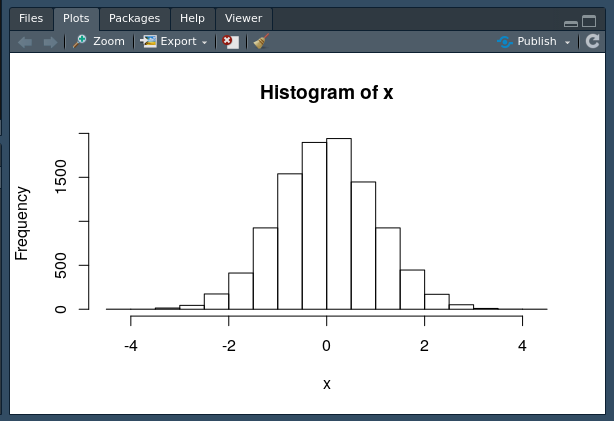 Files Plots Packages Help Viewer
Zoom Export Publish
Histogram of x
Frequency
1500
500
0
-4 -2 0 2 4
x